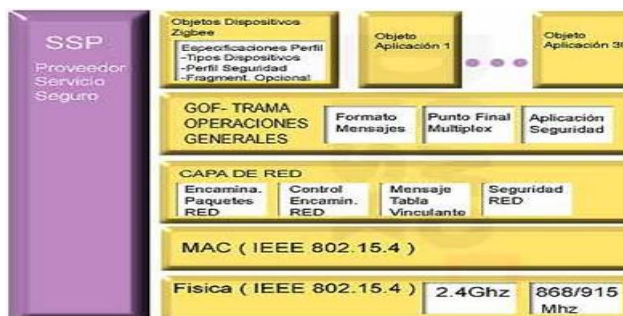 SSP
Proveedor
Servicio
Seguro
Objetos Dispositivos
Zigbee
Especificaciones Perfil
-Tipos Dispositivos
-Perfil Seguridad
-Fragment. Opcional
Objeto
Aplicación 1
Objeto
Aplicación 30
GOF- TRAMA
OPERACIONES
GENERALES
Formato
Mensajes
Punto Final
Multiplex
Aplicación
Seguridad
CAPA DE RED
Encamina.
Paquetes
RED
Control
Encamin.
RED
Mensaje
Tabla
Vinculante
Seguridad
RED
MAC ( IEEE 802.15.4 )
Fisica ( IEEE 802.15.4 )
2.4Ghz
868/915
Mhz